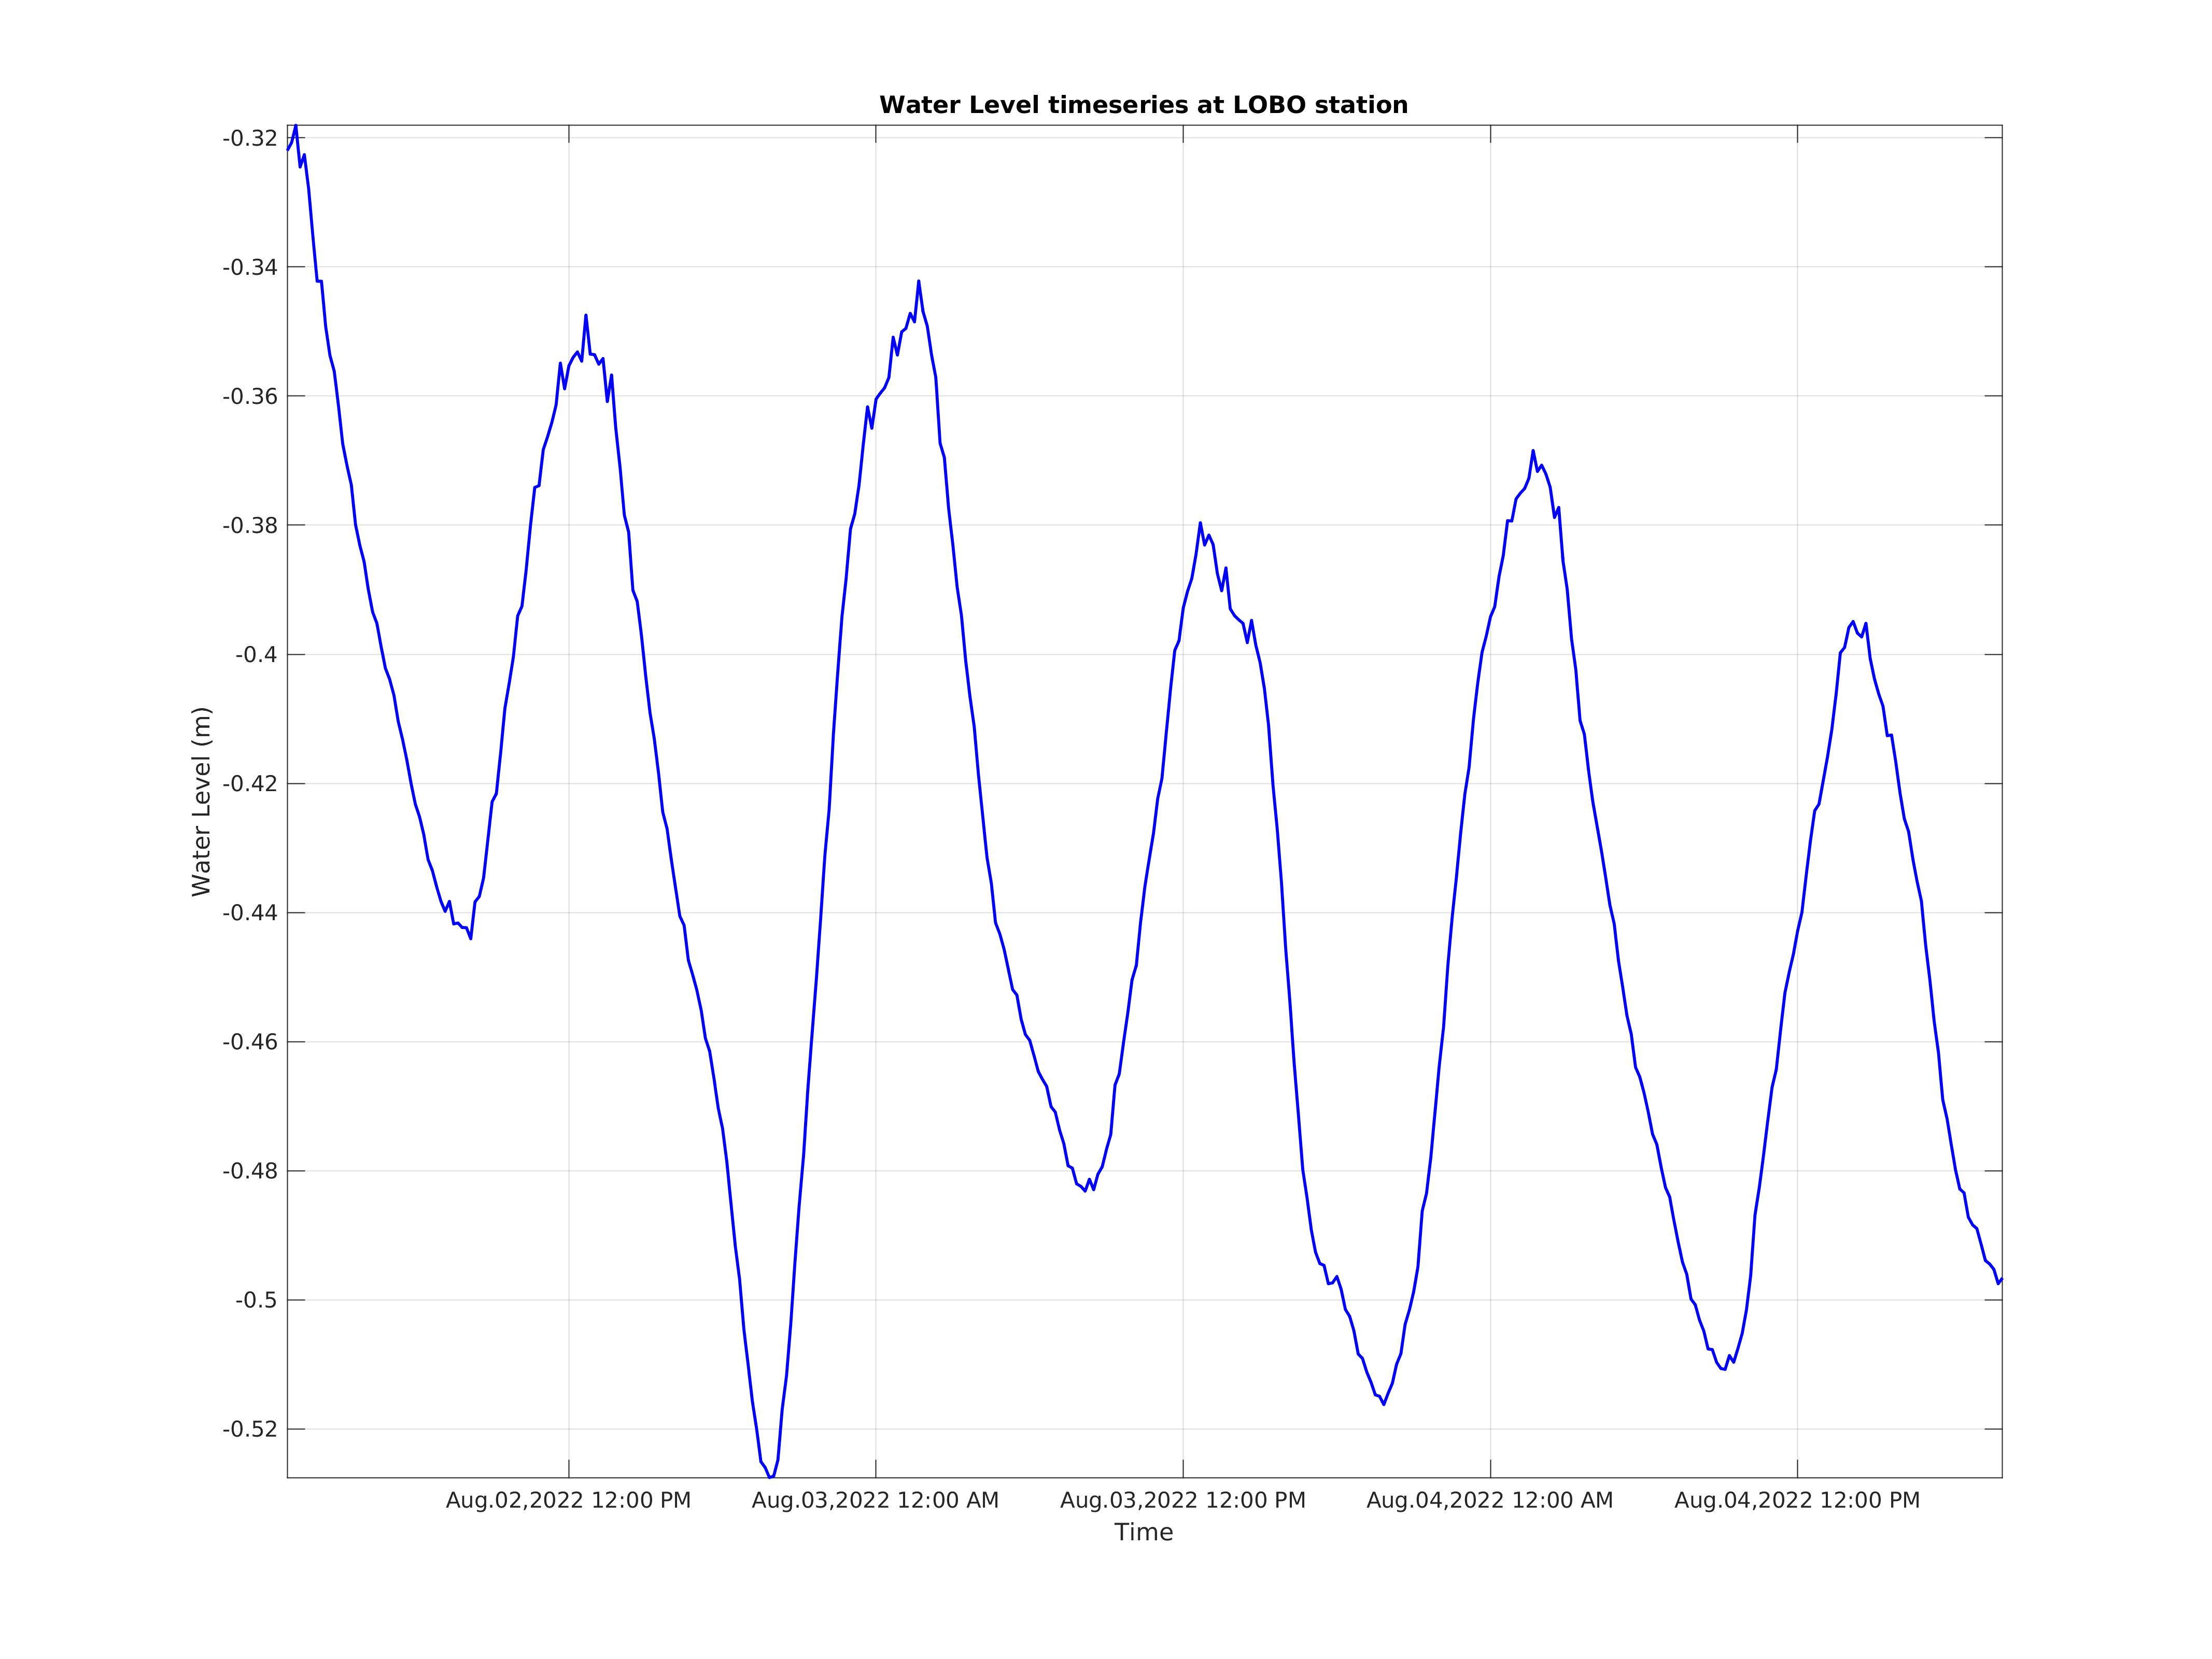 Water Level timeseries at LOBO station
-0.32
-0.34
-0.36
-0.38
-0.4
-0.42
-0.44
-0.46
-0.48
-0.5
-0.52
Water Level (m)
Aug.02,2022 12:00 PM
Aug.03,2022 12:00 AM
Aug.03,2022 12:00 PM
Aug.04,2022 12:00 AM
Aug.04,2022 12:00 PM
Time